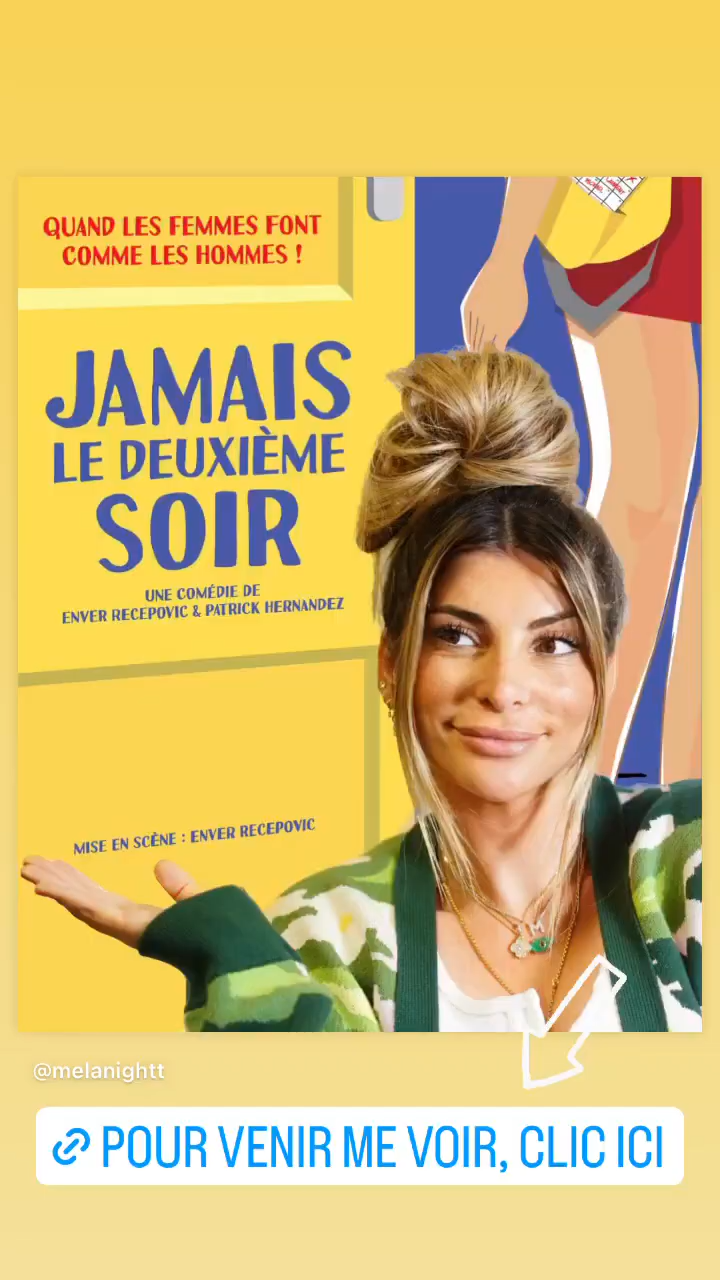 QUAND LES FEMMES FONT
COMME LES HOMMES !
JAMAIS
LE DEUXIÈME
SOIR
UNE COMÉDIE DE
ENVER RECEPOVIC & PATRICK HERNANDEZ
MISE EN SCÈNE : ENVER RECEPOVIC
@melanightt
POUR VENIR ME VOIR, CLIC ICI